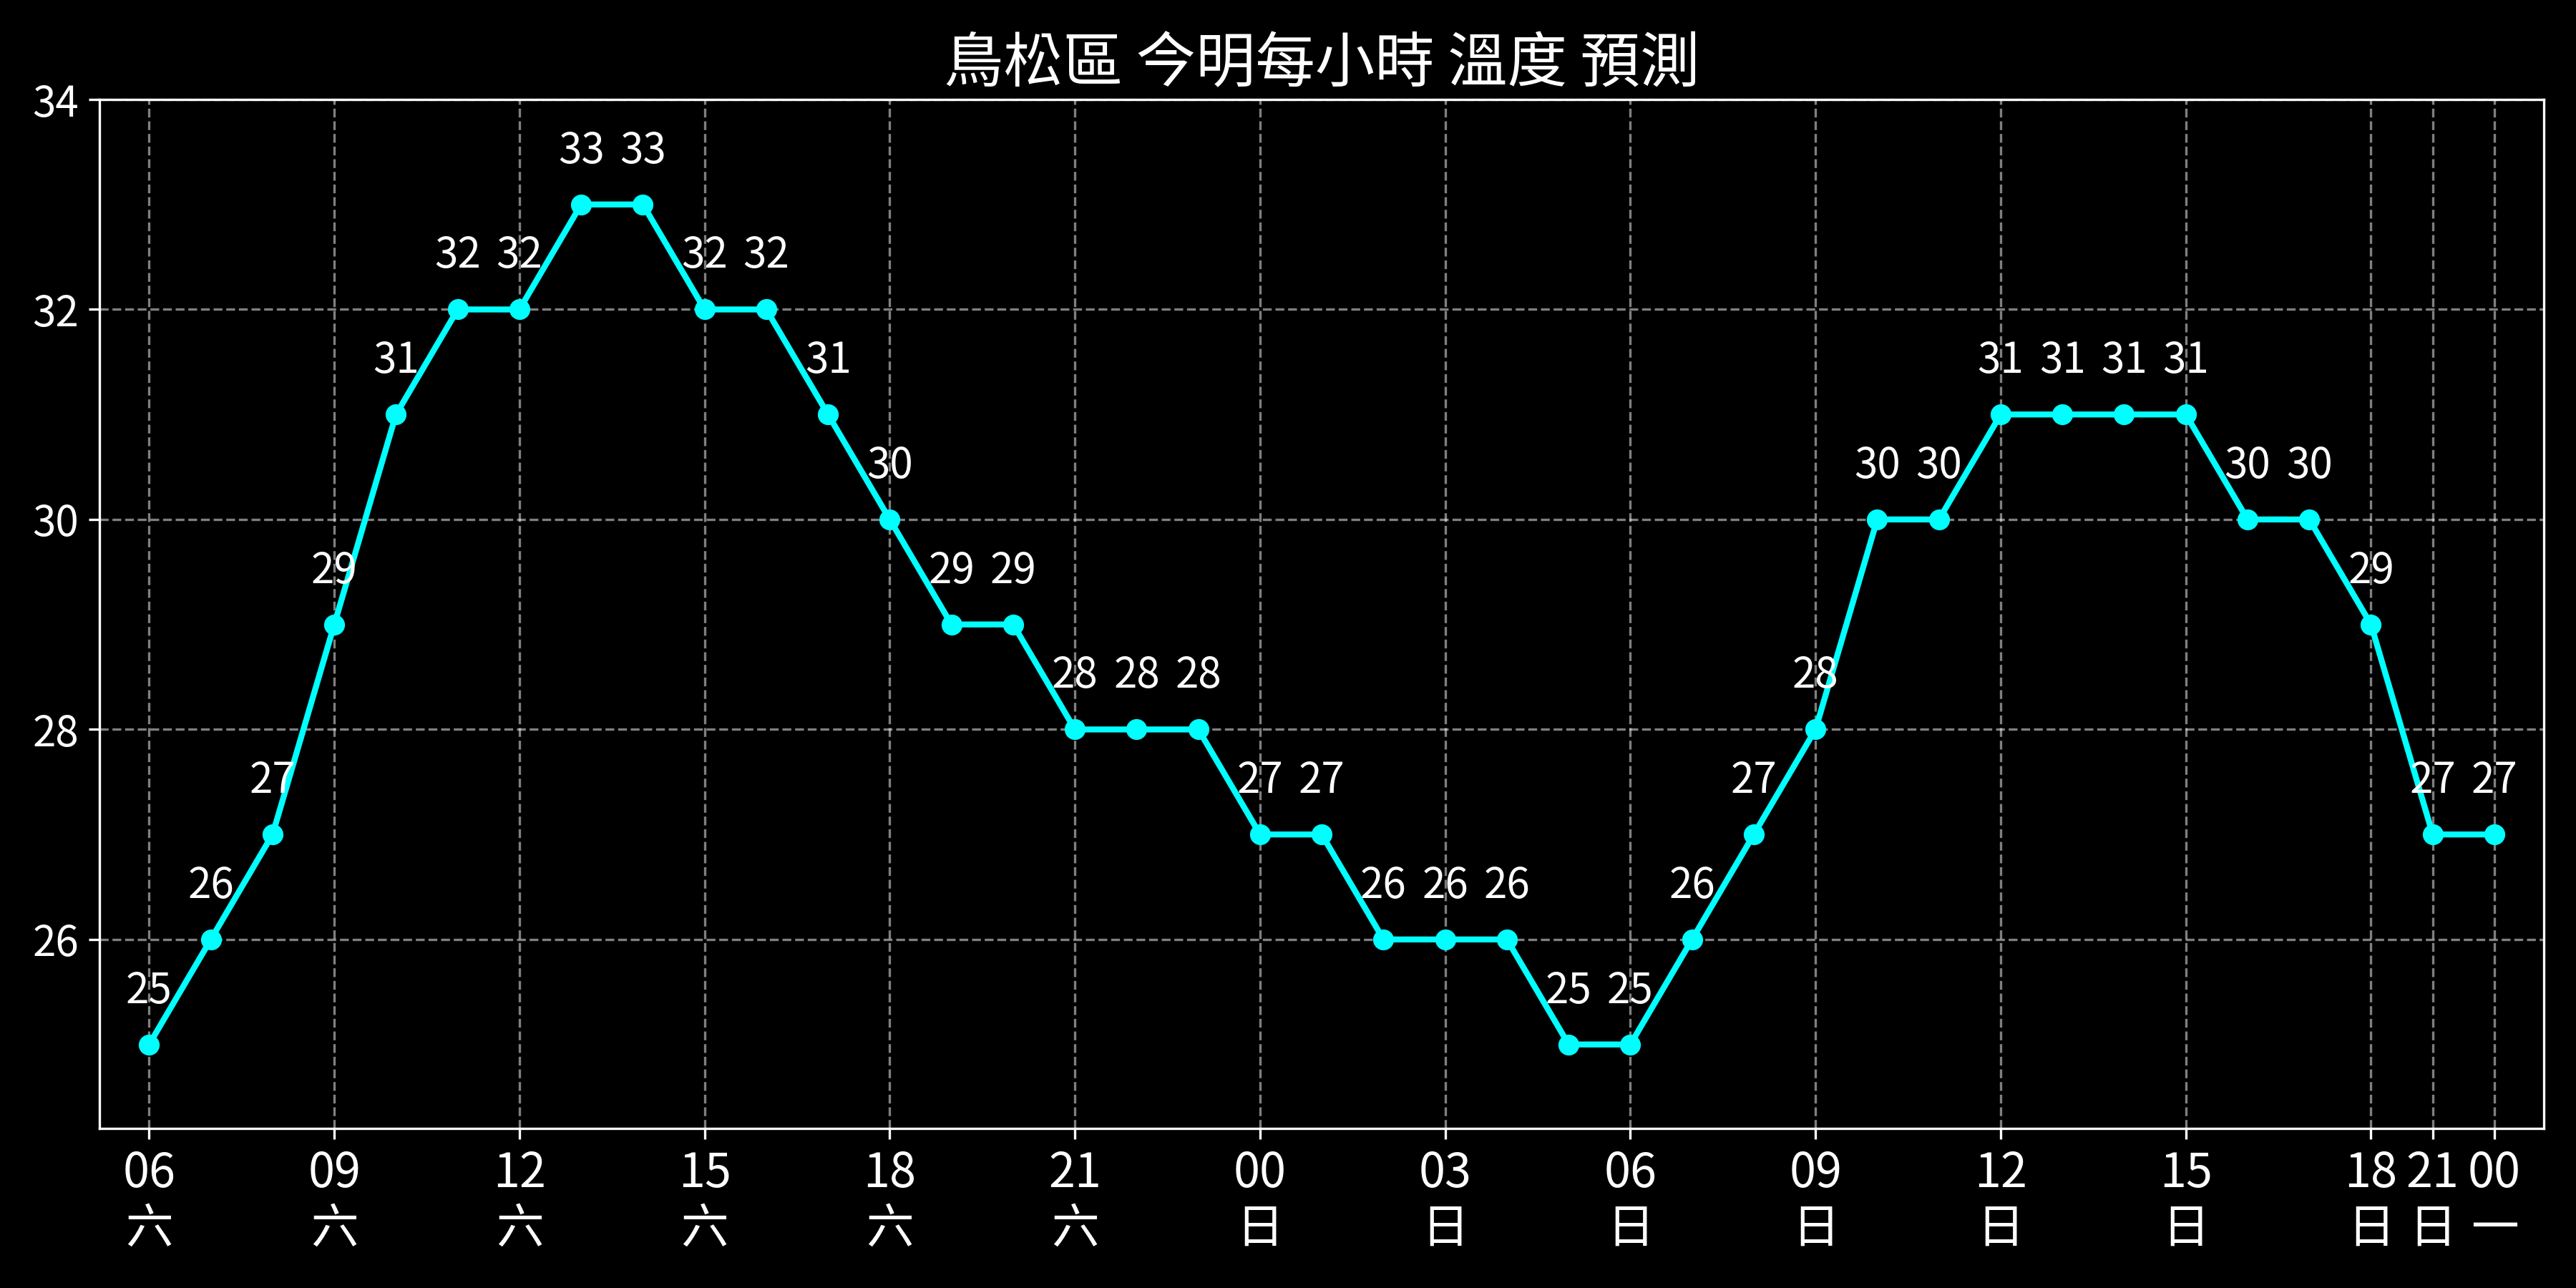 鳥松區 今明每小時 溫度 預測
34
32
30
28
26
33 33
32 32 32 32
31 31 31 31 31 31
30 30 30 30 30
29 29 29 29
28 28 28 28
27 27 27 27 27 27
26 26 26 26 26
25 25 25
06 09 12 15 18 21 00 03 06 09 12 15 18 21 00
六 六 六 六 六 六 日 日 日 日 日 日 日 日 一